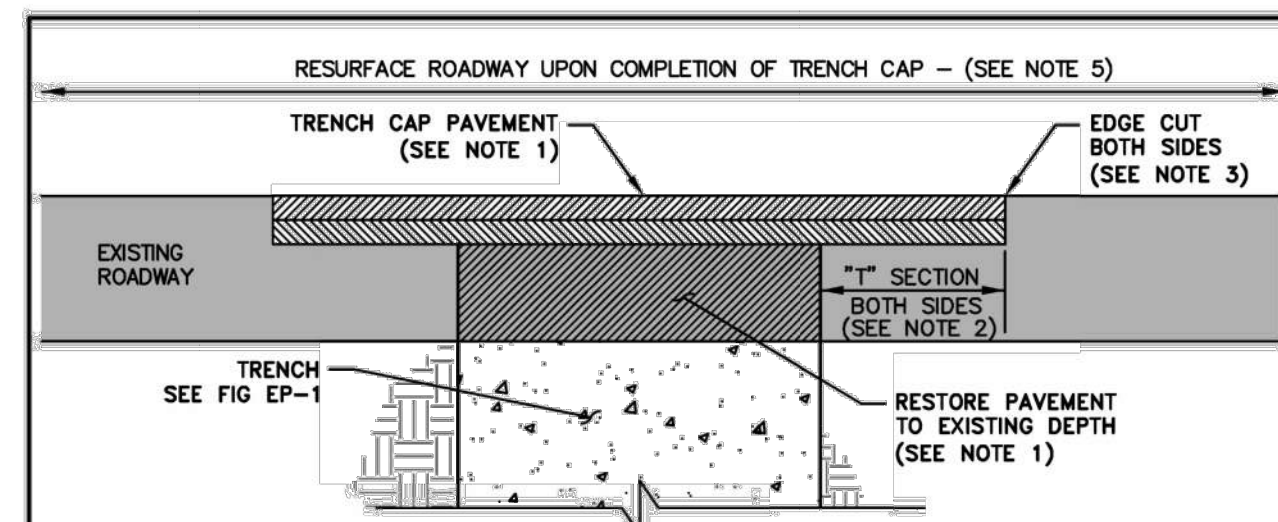 RESURFACE ROADWAY UPON COMPLETION OF TRENCH CAP – (SEE NOTE 5)
TRENCH CAP PAVEMENT
(SEE NOTE 1)
EDGE CUT
BOTH SIDES
(SEE NOTE 3)
EXISTING
ROADWAY
"T" SECTION
BOTH SIDES
(SEE NOTE 2)
TRENCH
SEE FIG EP-1
RESTORE PAVEMENT
TO EXISTING DEPTH
(SEE NOTE 1)